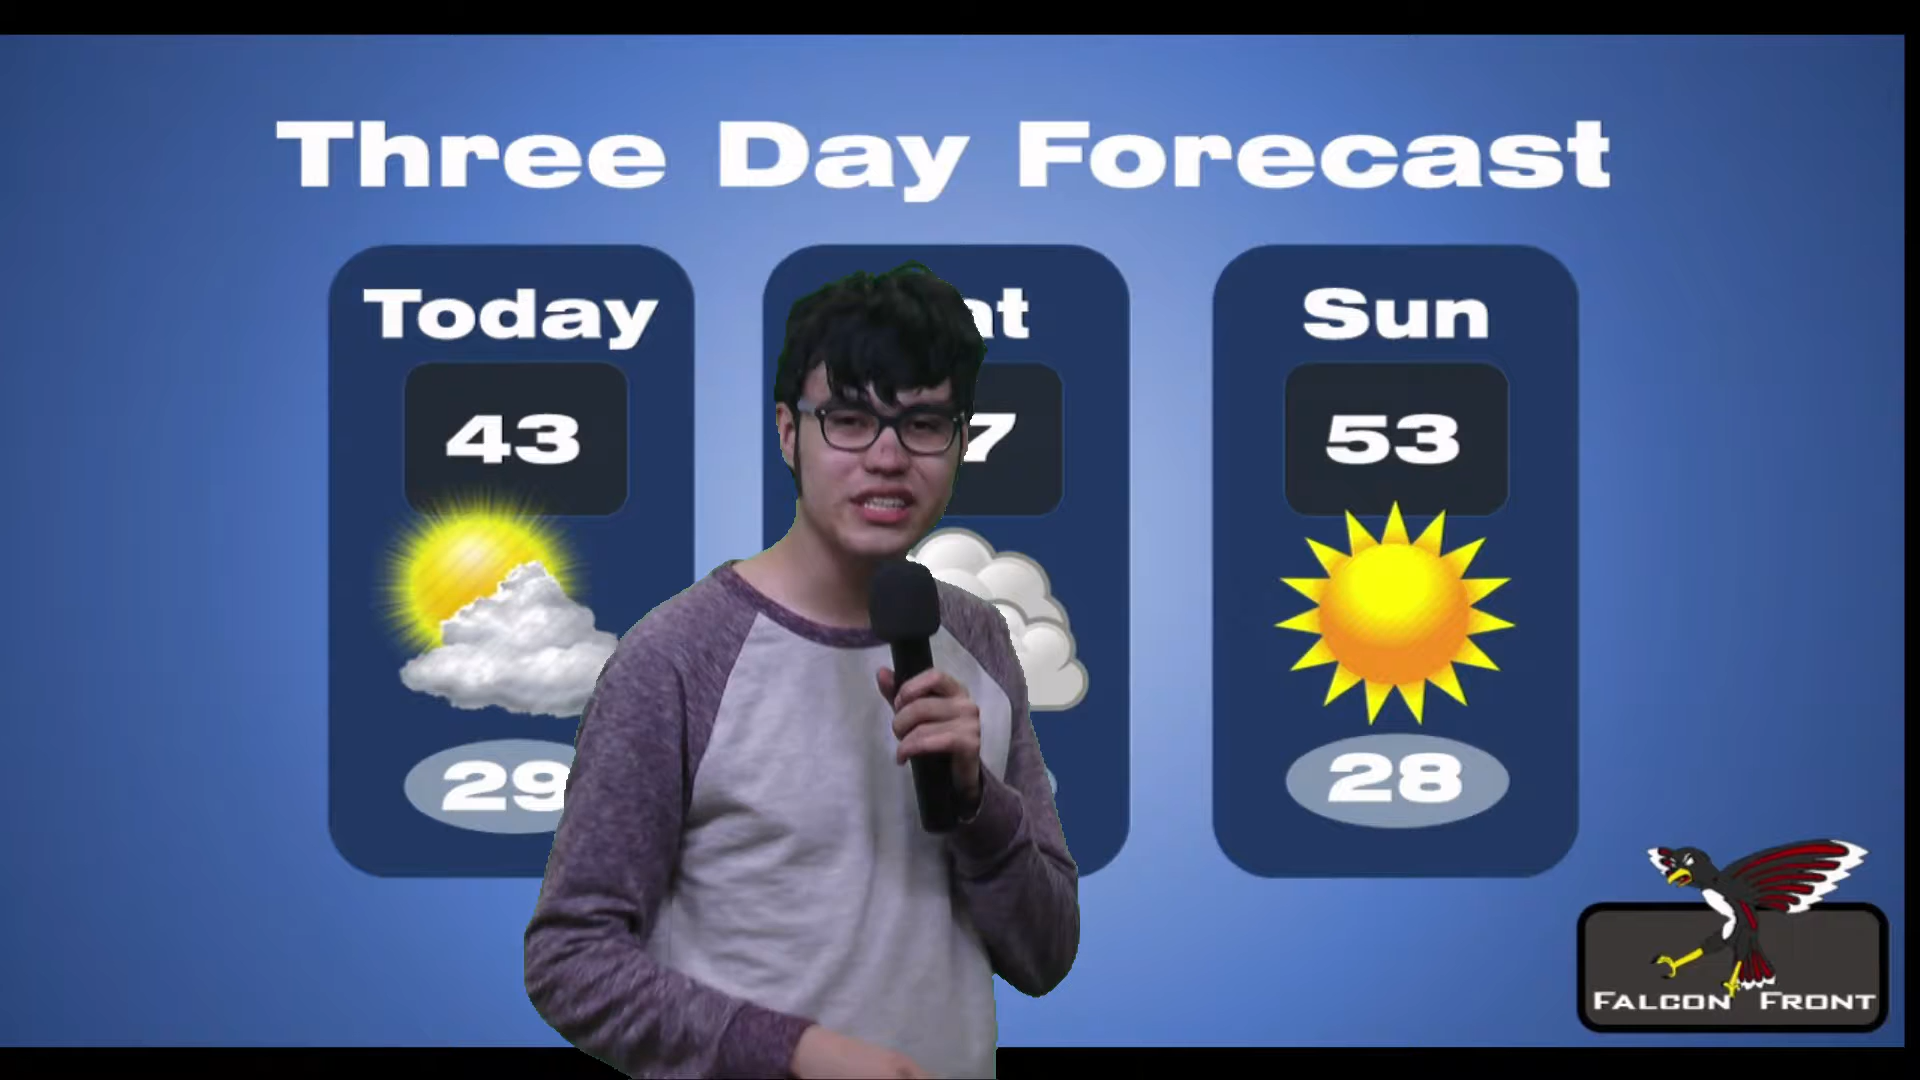 Three Day Forecast
Today
43
29
Sun
53
28
FALCON FRONT